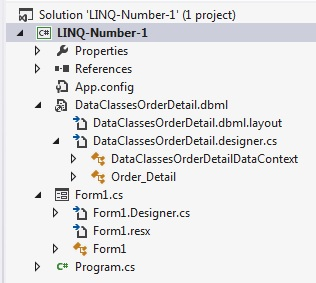 Solution 'LINQ-Number-1' (1 project)
C# LINQ-Number-1
Properties
References
App.config
DataClassesOrderDetail.dbml
DataClassesOrderDetail.dbml.layout
DataClassesOrderDetail.designer.cs
DataClassesOrderDetailDataContext
Order_Detail
Form1.cs
Form1.Designer.cs
Form1.resx
Form1
C# Program.cs